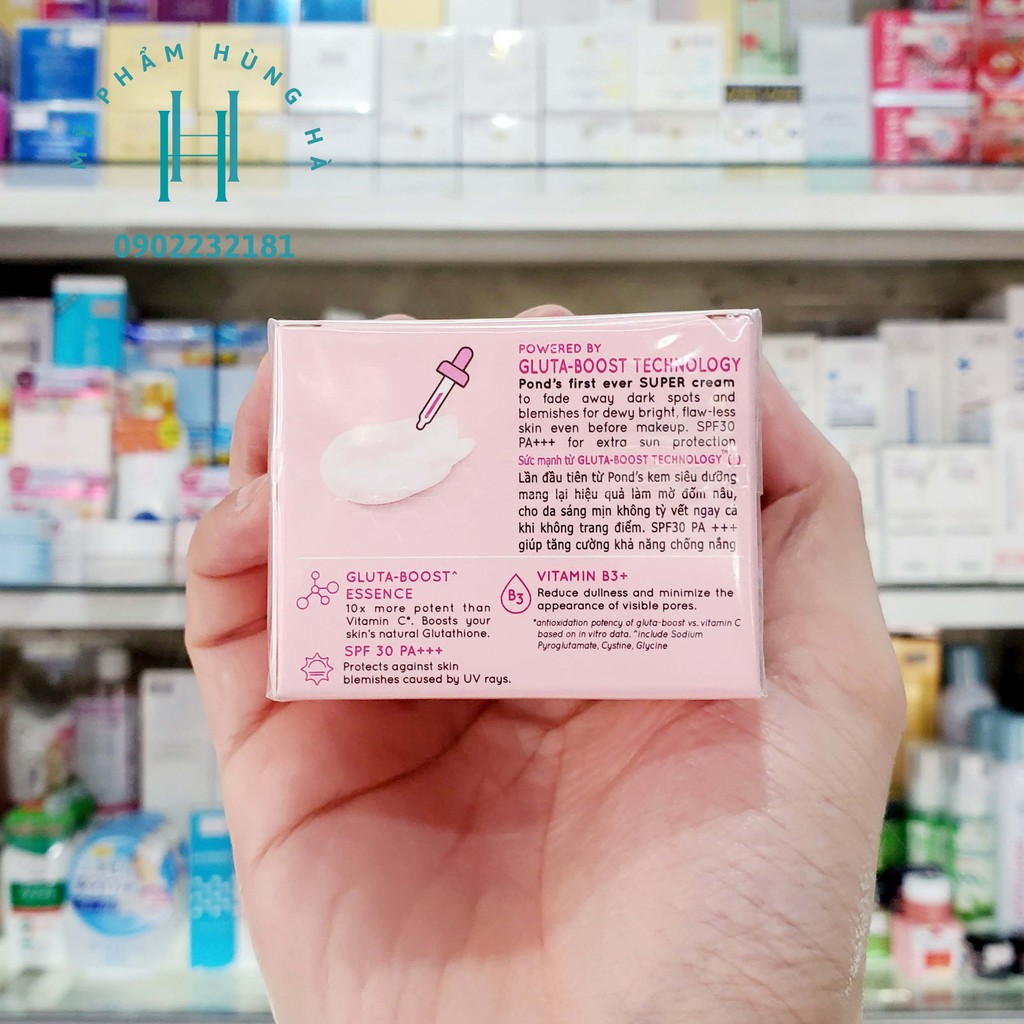 MỸ PHẨM HÙNG HÀ
0902232181
POWERED BY
GLUTA-BOOST TECHNOLOGY
Pond's first ever SUPER cream
to fade away dark spots and
blemishes for dewy bright, flaw-less
skin even before makeup. SPF30
PA+++ for extra sun protection
Sức mạnh từ GLUTA-BOOST TECHNOLOGY™
Lần đầu tiên từ Pond's kem siêu dưỡng
mang lại hiệu quả làm mờ đốm nâu,
cho da sáng mịn không tỳ vết ngay cả
khi không trang điểm. SPF30 PA +++
giúp tăng cường khả năng chống nắng
GLUTA-BOOST^
ESSENCE
10x more potent than
Vitamin C*. Boosts your
skin's natural Glutathione.
SPF 30 PA+++
Protects against skin
blemishes caused by UV rays.
B3
VITAMIN B3+
Reduce dullness and minimize the
appearance of visible pores.
*antioxidation potency of gluta-boost vs. vitamin C
based on in vitro data. ^include Sodium
Pyroglutamate, Cystine, Glycine